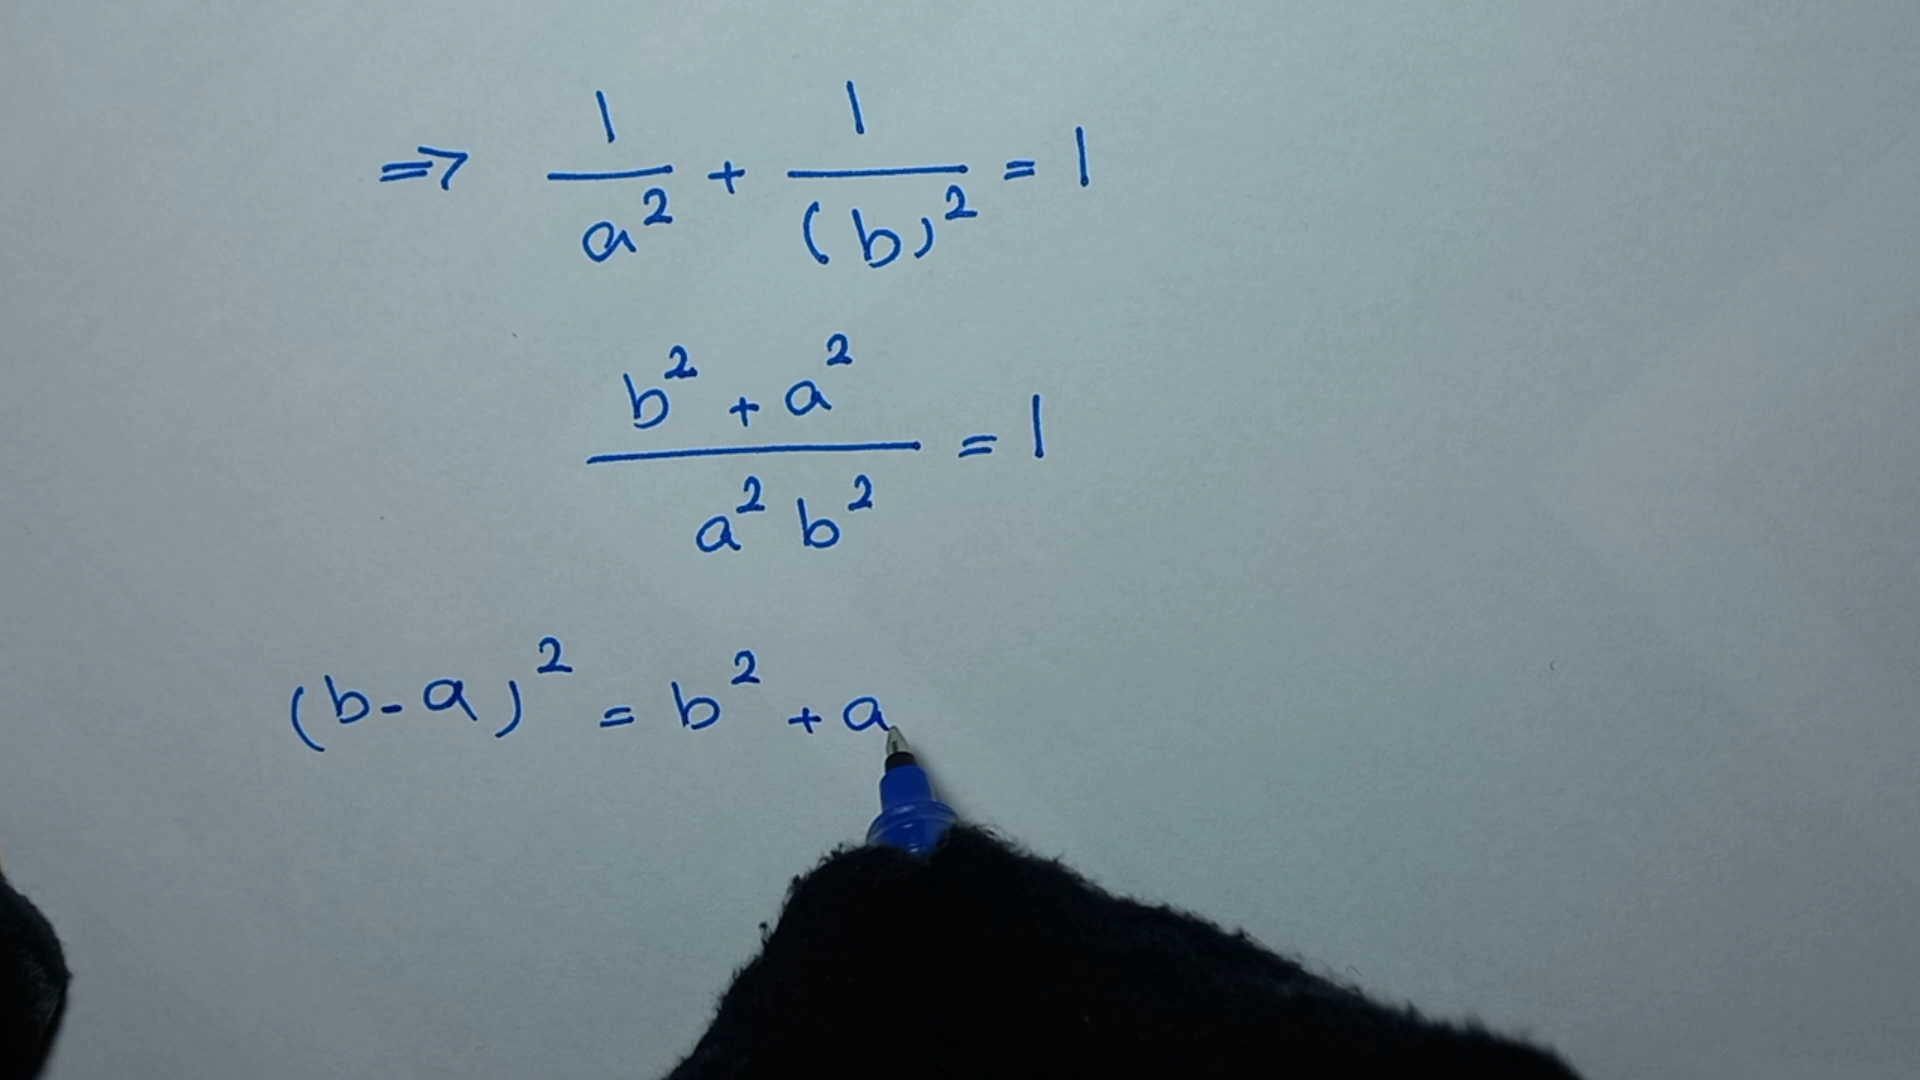 ⇒ 1/a² + 1/(b)² = 1
b² + a² / a² b² = 1
(b - a)² = b² + a